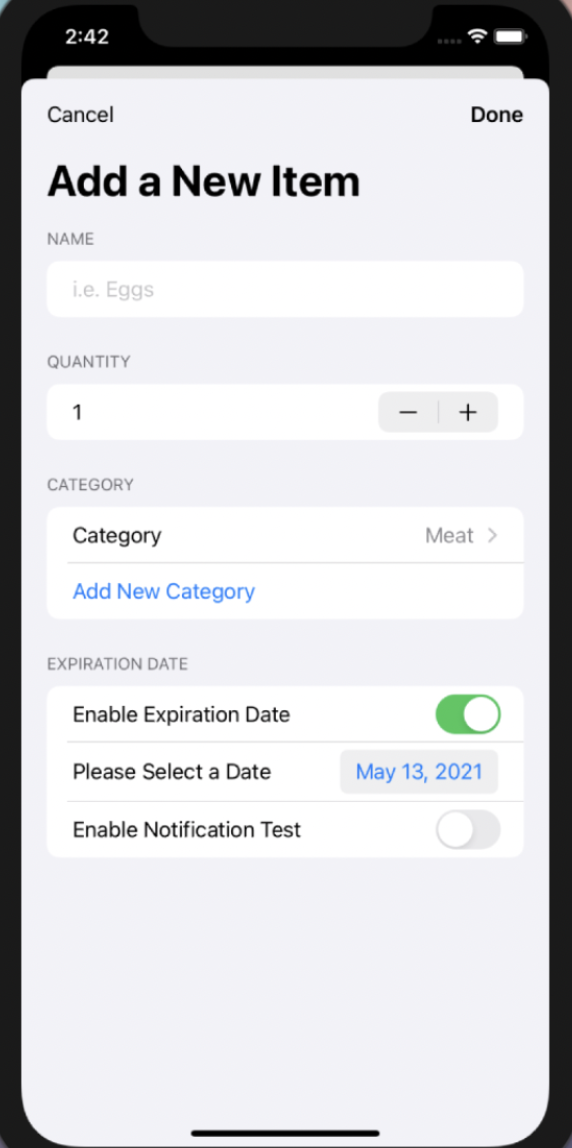 2:42
Cancel Done
Add a New Item
NAME
i.e. Eggs
QUANTITY
1 − +
CATEGORY
Category Meat >
Add New Category
EXPIRATION DATE
Enable Expiration Date
Please Select a Date May 13, 2021
Enable Notification Test